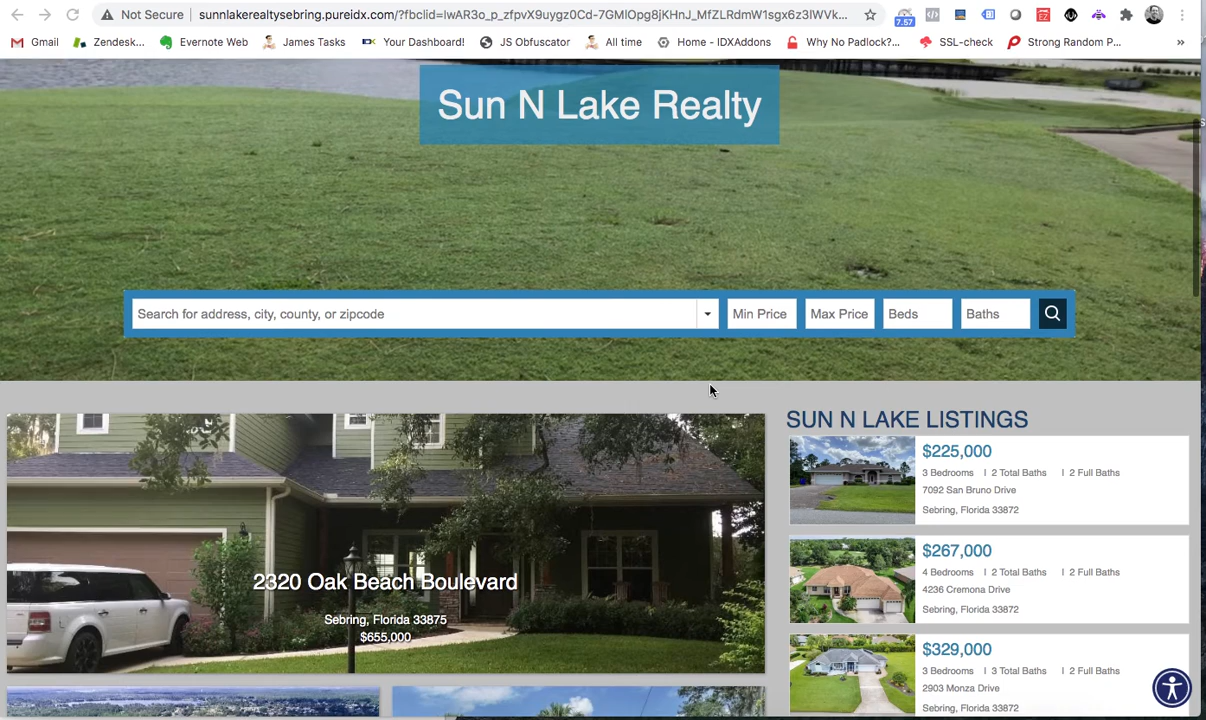 Not Secure
sunnlakerealtysebring.pureidx.com/?fbclid=IwAR3o_p_zfpvX9uygz0Cd-7GMlOpg8jKHnJ_MfZLRdmW1sgx6z3lWVk...
7.57
EZ
Gmail
Zendesk...
Evernote Web
James Tasks
Your Dashboard!
JS Obfuscator
All time
Home - IDXAddons
Why No Padlock?...
SSL-check
Strong Random P...
»
Sun N Lake Realty
Search for address, city, county, or zipcode
Min Price
Max Price
Beds
Baths
2320 Oak Beach Boulevard
Sebring, Florida 33875
$655,000
SUN N LAKE LISTINGS
$225,000
3 Bedrooms | 2 Total Baths | 2 Full Baths
7092 San Bruno Drive
Sebring, Florida 33872
$267,000
4 Bedrooms | 2 Total Baths | 2 Full Baths
4236 Cremona Drive
Sebring, Florida 33872
$329,000
3 Bedrooms | 3 Total Baths | 2 Full Baths
2903 Monza Drive
Sebring, Florida 33872